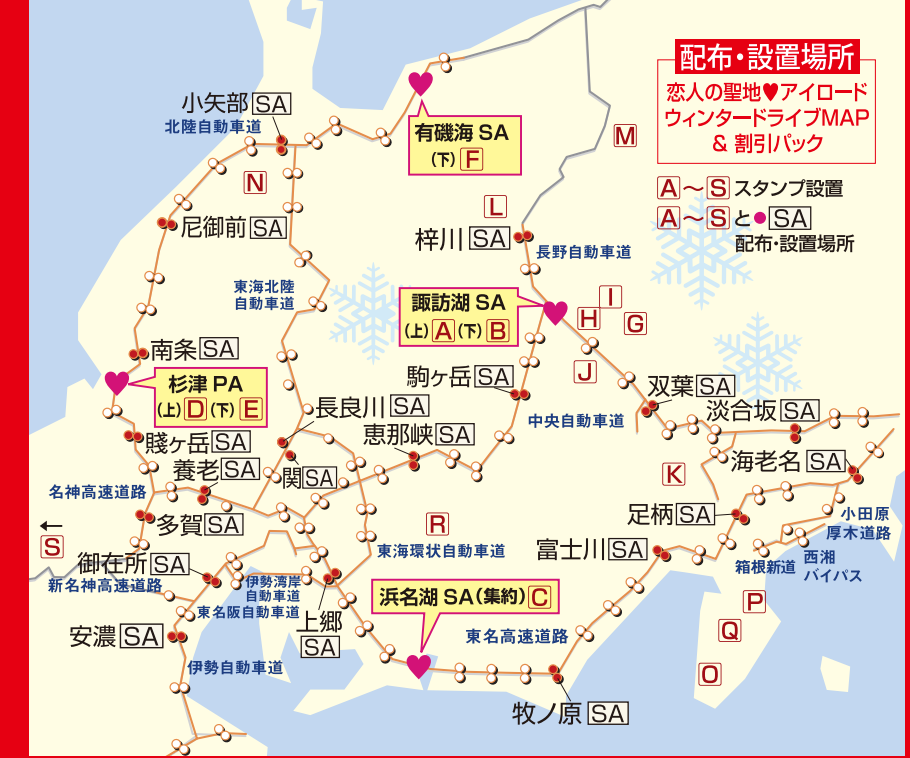 配布・設置場所
恋人の聖地♥アイロード
ウィンタードライブMAP
& 割引パック
A～S スタンプ設置
A～Sと●SA
配布・設置場所
小矢部 SA
北陸自動車道
有磯海 SA
(下) F
M
N
L
尼御前 SA
梓川 SA
長野自動車道
東海北陸
自動車道
諏訪湖 SA
(上) A (下) B
I
H
G
J
南条 SA
杉津 PA
(上) D (下) E
駒ヶ岳 SA
双葉 SA
長良川 SA
中央自動車道
淡合坂 SA
賤ヶ岳 SA
恵那峡 SA
養老 SA
関 SA
海老名 SA
K
名神高速道路
多賀 SA
足柄 SA
小田原
厚木道路
←
S
R
御在所 SA
東海環状自動車道
富士川 SA
西湘
バイパス
箱根新道
新名神高速道路
伊勢湾岸
自動車道
東名阪自動車道
浜名湖 SA (集約) C
P
上郷
SA
安濃 SA
東名高速道路
Q
伊勢自動車道
O
牧ノ原 SA